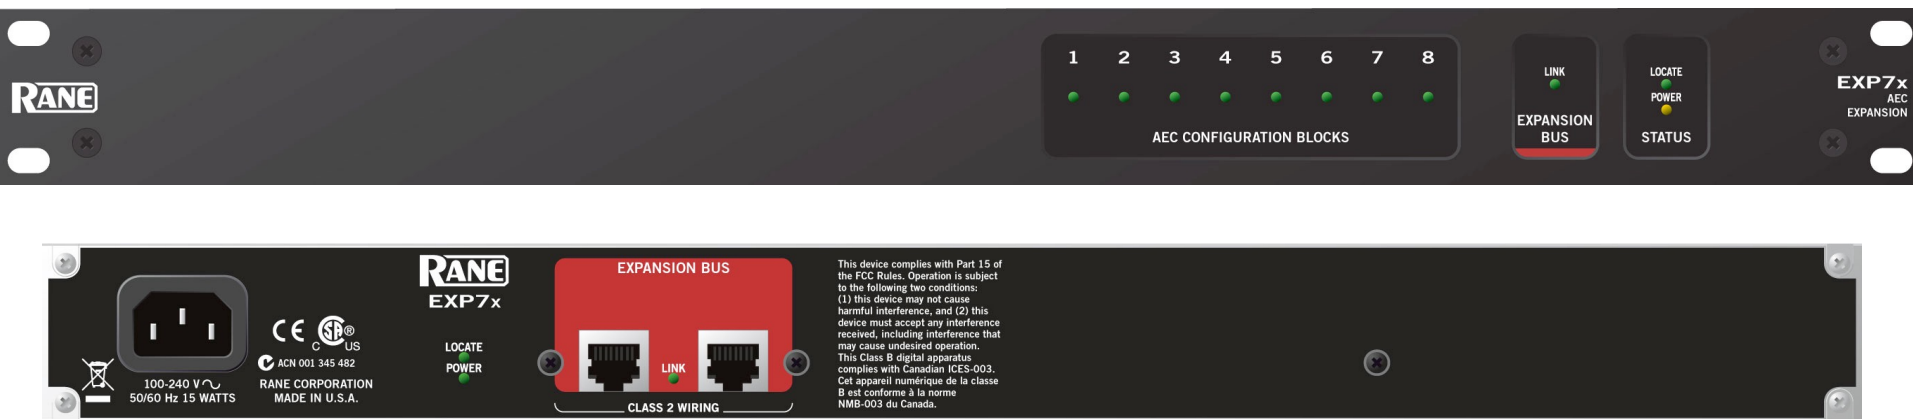 RANE
1 2 3 4 5 6 7 8
AEC CONFIGURATION BLOCKS
LINK
EXPANSION
BUS
LOCATE
POWER
STATUS
EXP7x
AEC
EXPANSION
100-240 V
50/60 Hz 15 WATTS
CE C SA ® US
ACN 001 345 482
RANE CORPORATION
MADE IN U.S.A.
RANE
EXP7x
LOCATE
POWER
EXPANSION BUS
LINK
CLASS 2 WIRING
This device complies with Part 15 of
the FCC Rules. Operation is subject
to the following two conditions:
(1) this device may not cause
harmful interference, and (2) this
device must accept any interference
received, including interference that
may cause undesired operation.
This Class B digital apparatus
complies with Canadian ICES-003.
Cet appareil numérique de la classe
B est conforme à la norme
NMB-003 du Canada.